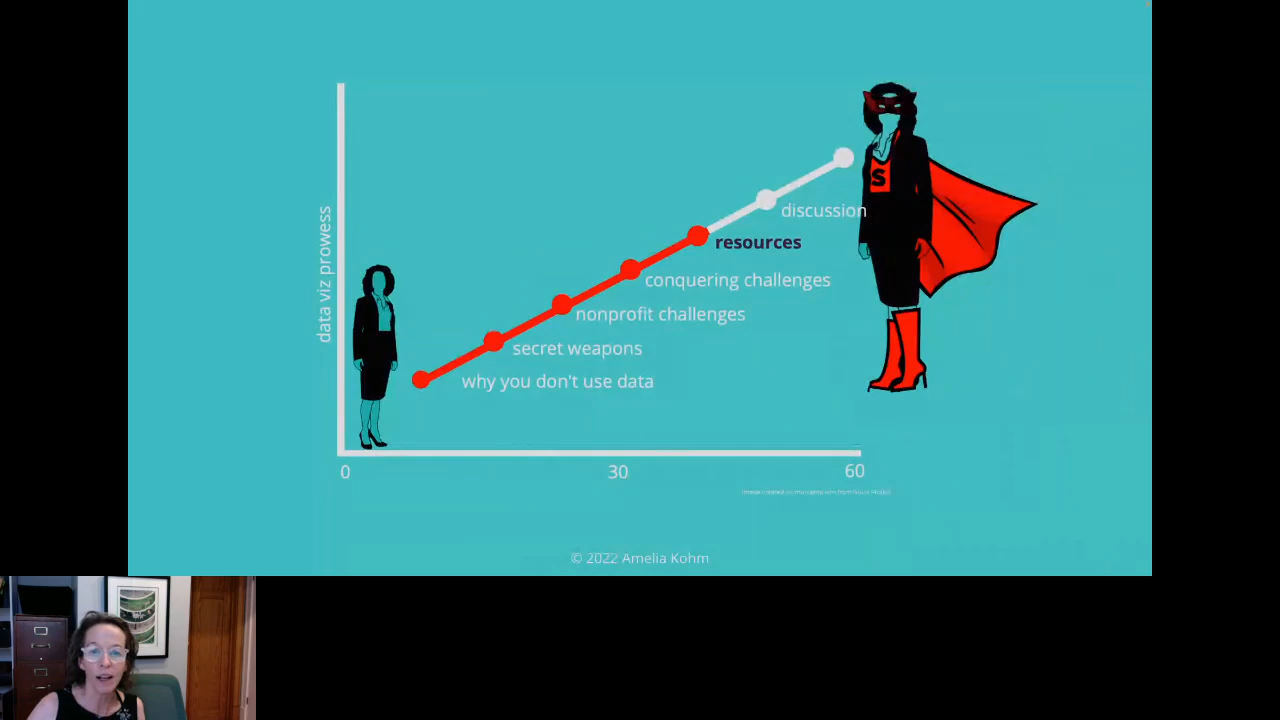 S
discussion
resources
conquering challenges
nonprofit challenges
secret weapons
why you don't use data
data viz prowess
0
30
60
© 2022 Amelia Kohm